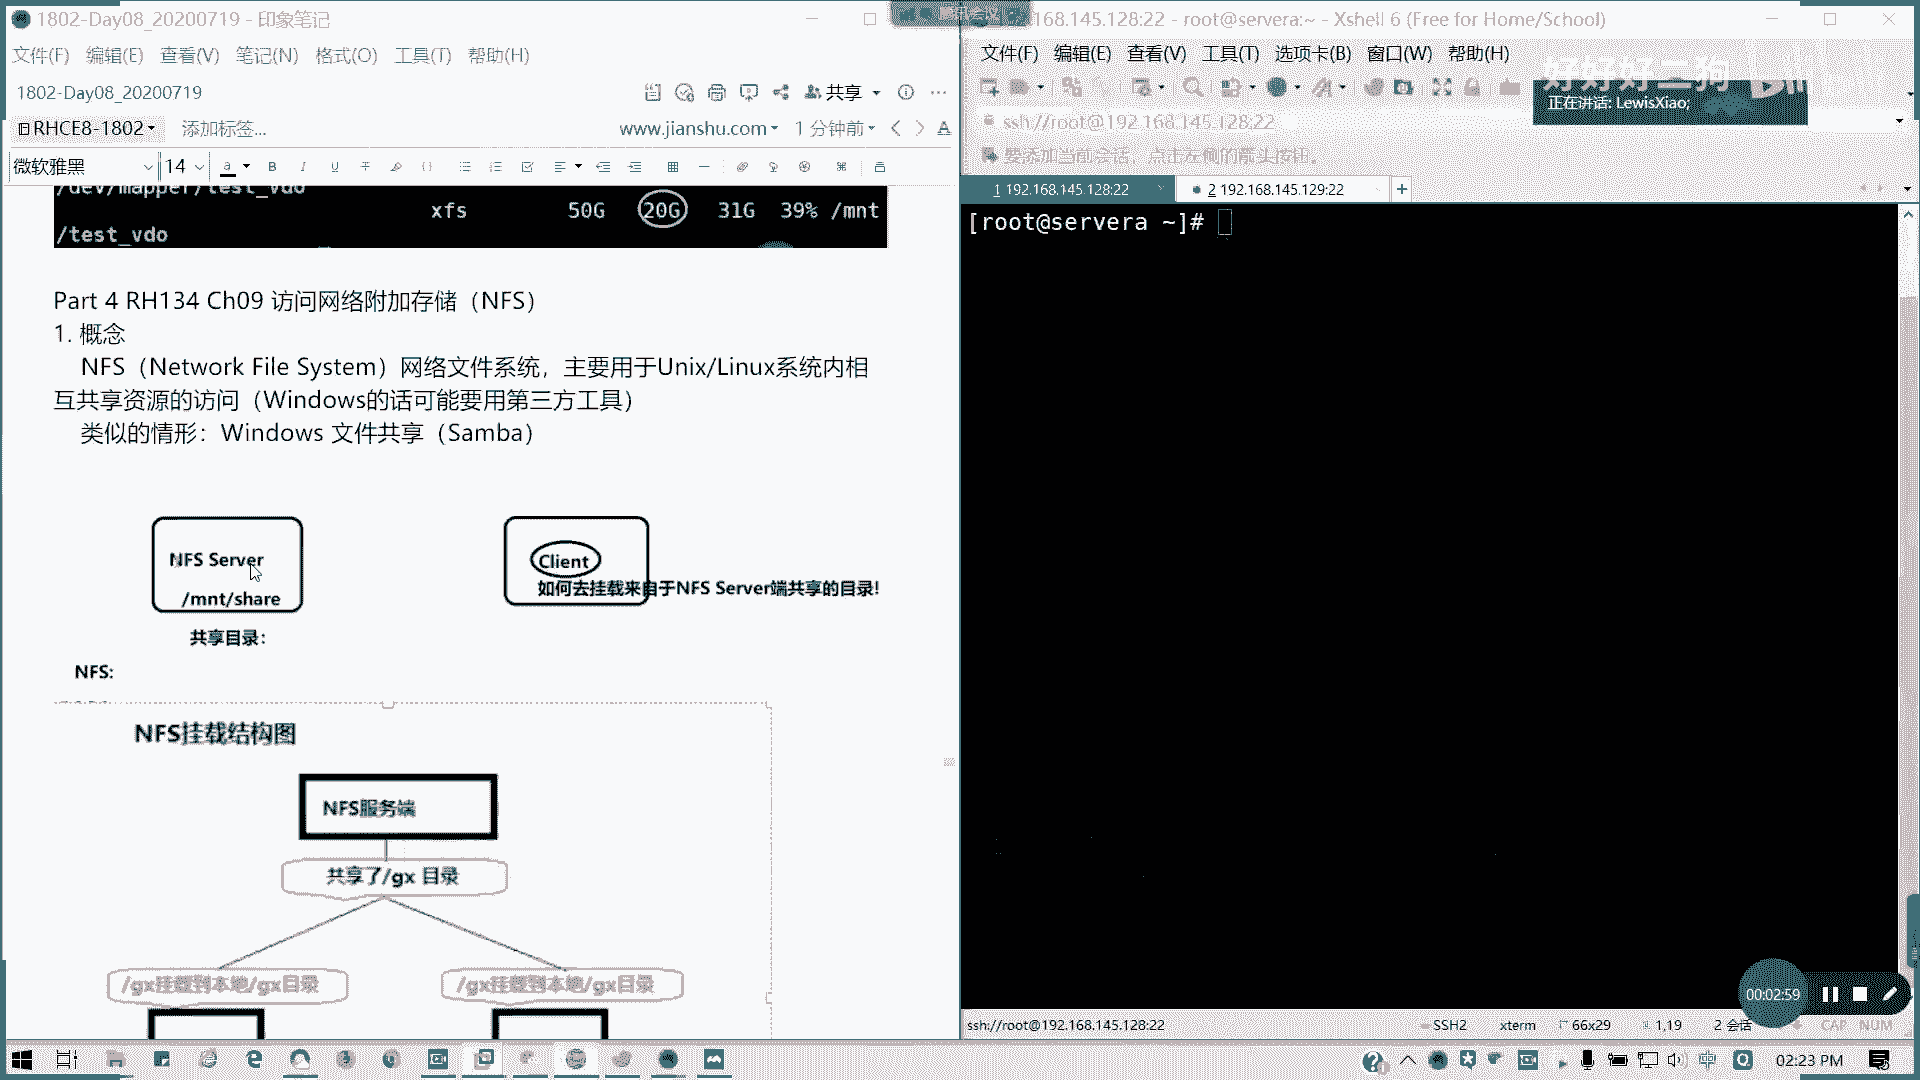 1802-Day08_20200719 - 印象笔记
文件(F) 编辑(E) 查看(V) 笔记(N) 格式(O) 工具(T) 帮助(H)
1802-Day08_20200719
共享
RHCE8-1802
添加标签...
www.jianshu.com
1 分钟前
微软雅黑
14
/dev/mapper/test_vdo
xfs 50G 20G 31G 39% /mnt
/test_vdo
Part 4 RH134 Ch09 访问网络附加存储（NFS）
1. 概念
NFS（Network File System）网络文件系统，主要用于Unix/Linux系统内相
互共享资源的访问（Windows的话可能要用第三方工具）
类似的情形：Windows 文件共享（Samba）
NFS Server
/mnt/share
共享目录：
Client
如何去挂载来自于NFS Server端共享的目录!
NFS:
NFS挂载结构图
NFS服务端
共享了/gx 目录
/gx挂载到本地/gx目录
/gx挂载到本地/gx目录
腾讯会议
168.145.128:22 - root@servera:~ - Xshell 6 (Free for Home/School)
文件(F) 编辑(E) 查看(V) 工具(T) 选项卡(B) 窗口(W) 帮助(H)
好好好二狗
正在讲话: LewisXiao;
ssh://root@192.168.145.128:22
要添加当前会话，点击左侧的箭头按钮。
1 192.168.145.128:22
2 192.168.145.129:22
[root@servera ~]#
00:02:59
ssh://root@192.168.145.128:22
SSH2
xterm
66x29
1,19
2 会话
CAP
NUM
中
02:23 PM